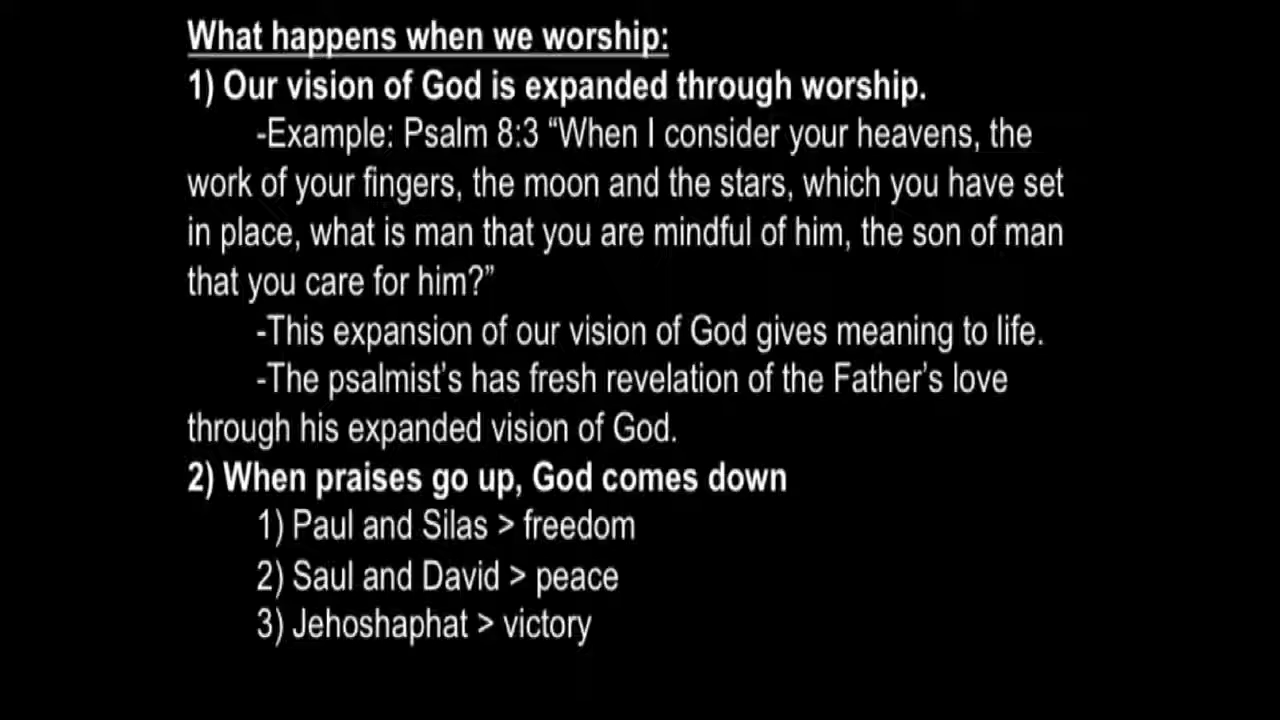 What happens when we worship:
1) Our vision of God is expanded through worship.
-Example: Psalm 8:3 “When I consider your heavens, the
work of your fingers, the moon and the stars, which you have set
in place, what is man that you are mindful of him, the son of man
that you care for him?”
-This expansion of our vision of God gives meaning to life.
-The psalmist’s has fresh revelation of the Father’s love
through his expanded vision of God.
2) When praises go up, God comes down
1) Paul and Silas > freedom
2) Saul and David > peace
3) Jehoshaphat > victory